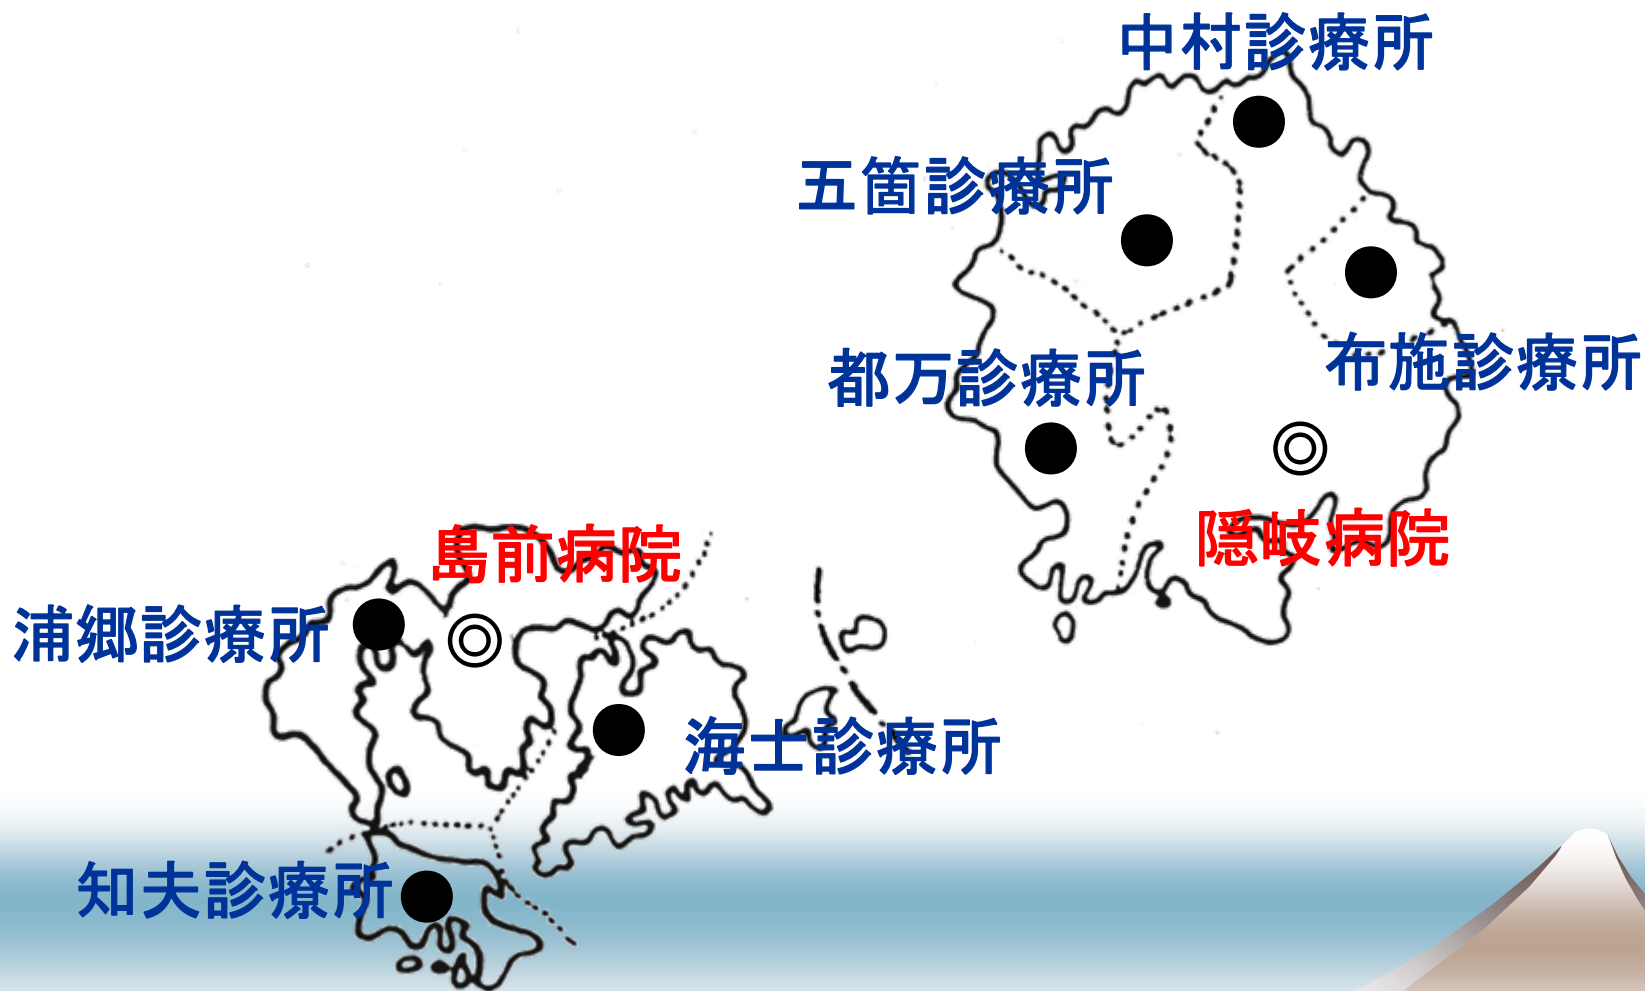 中村診療所
五箇診療所
都万診療所
布施診療所
隠岐病院
島前病院
浦郷診療所
海士診療所
知夫診療所